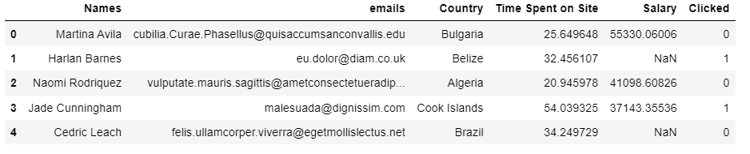 Names emails Country Time Spent on Site Salary Clicked
0 Martina Avila cubilia.Curae.Phasellus@quisaccumsanconvallis.edu Bulgaria 25.649648 55330.06006 0
1 Harlan Barnes eu.dolor@diam.co.uk Belize 32.456107 NaN 1
2 Naomi Rodriquez vulputate.mauris.sagittis@ametconsectetueradip... Algeria 20.945978 41098.60826 0
3 Jade Cunningham malesuada@dignissim.com Cook Islands 54.039325 37143.35536 1
4 Cedric Leach felis.ullamcorper.viverra@egetmollislectus.net Brazil 34.249729 NaN 0